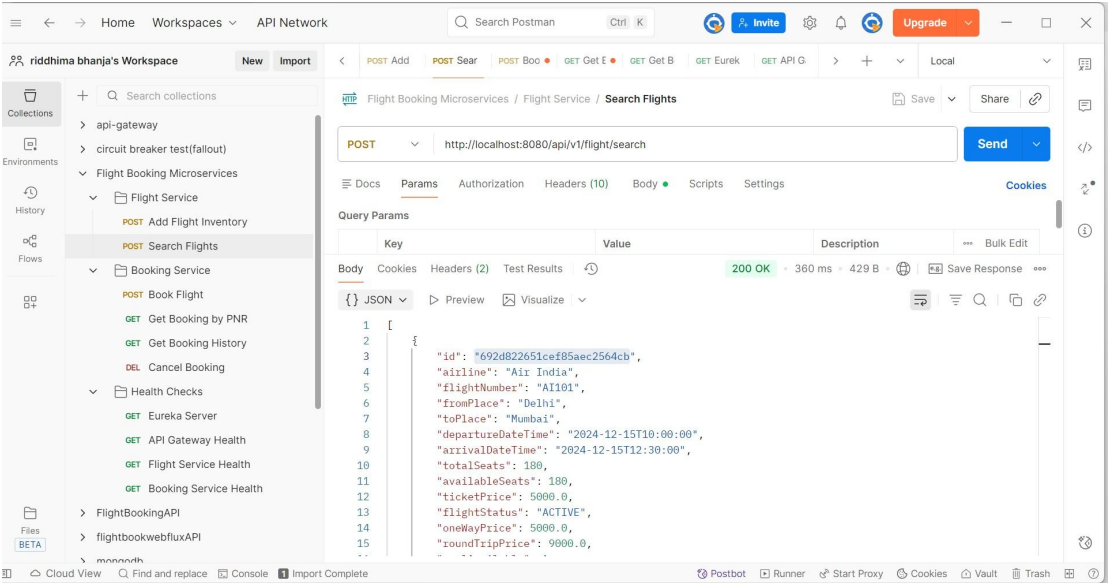 Home Workspaces API Network Search Postman Ctrl K Invite Upgrade
riddhima bhanja's Workspace New Import POST Add POST Sear POST Boo GET Get E GET Get B GET Eurek GET API G Local
Collections
Environments
History
Flows
Files
BETA
Search collections
api-gateway
circuit breaker test(fallout)
Flight Booking Microservices
Flight Service
POST Add Flight Inventory
POST Search Flights
Booking Service
POST Book Flight
GET Get Booking by PNR
GET Get Booking History
DEL Cancel Booking
Health Checks
GET Eureka Server
GET API Gateway Health
GET Flight Service Health
GET Booking Service Health
FlightBookingAPI
flightbookwebfluxAPI
mongodb
HTTP Flight Booking Microservices / Flight Service / Search Flights Save Share
POST http://localhost:8080/api/v1/flight/search Send
Docs Params Authorization Headers (10) Body Scripts Settings Cookies
Query Params
Key Value Description Bulk Edit
Body Cookies Headers (2) Test Results 200 OK 360 ms 429 B Save Response
{} JSON Preview Visualize
1 [
2 {
3 "id": "692d822651cef85aec2564cb",
4 "airline": "Air India",
5 "flightNumber": "AI101",
6 "fromPlace": "Delhi",
7 "toPlace": "Mumbai",
8 "departureDateTime": "2024-12-15T10:00:00",
9 "arrivalDateTime": "2024-12-15T12:30:00",
10 "totalSeats": 180,
11 "availableSeats": 180,
12 "ticketPrice": 5000.0,
13 "flightStatus": "ACTIVE",
14 "oneWayPrice": 5000.0,
15 "roundTripPrice": 9000.0,
Cloud View Find and replace Console Import Complete Postbot Runner Start Proxy Cookies Vault Trash